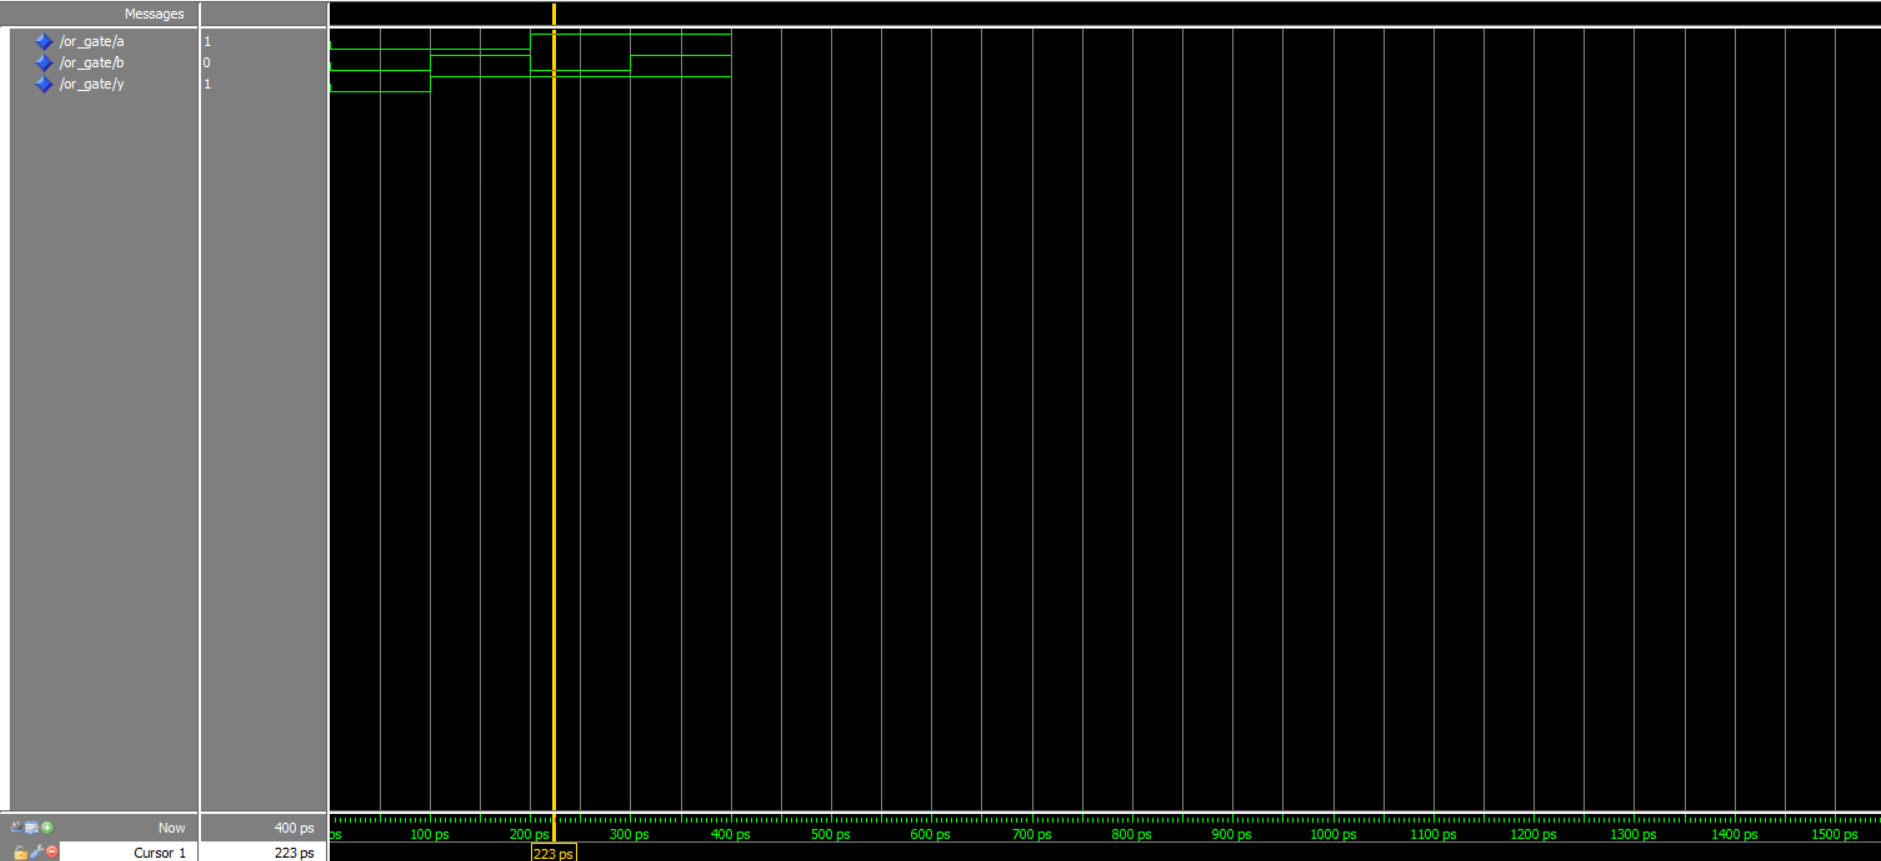 Messages
/or_gate/a 1
/or_gate/b 0
/or_gate/y 1
Now 400 ps ps 100 ps 200 ps 300 ps 400 ps 500 ps 600 ps 700 ps 800 ps 900 ps 1000 ps 1100 ps 1200 ps 1300 ps 1400 ps 1500 ps
Cursor 1 223 ps 223 ps